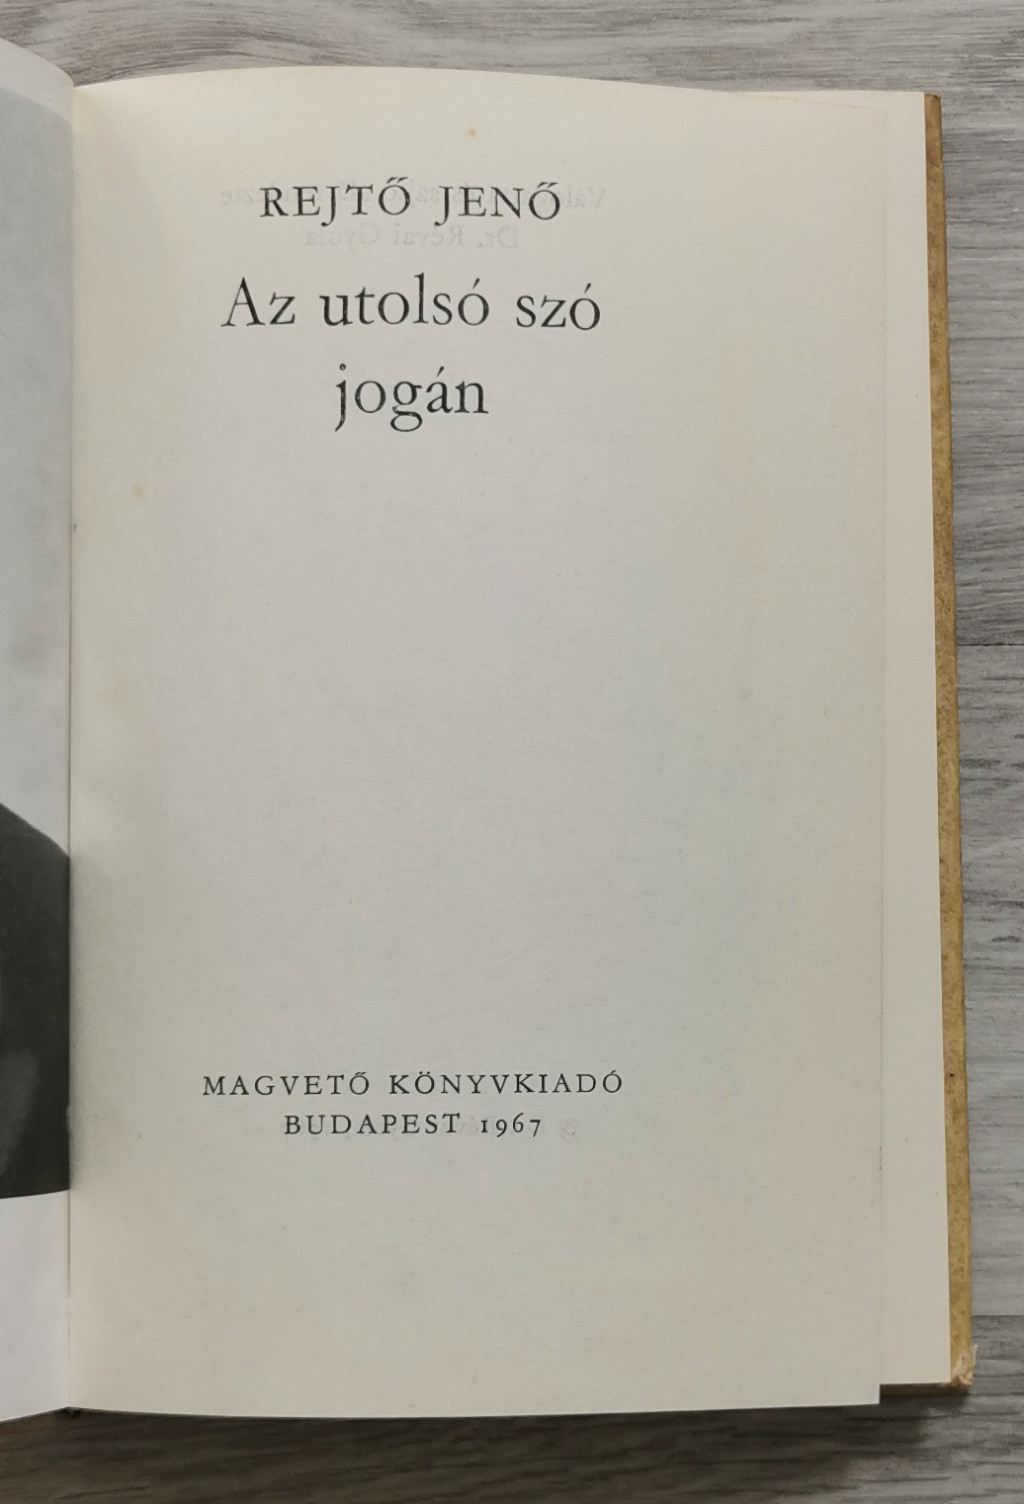 REJTŐ JENŐ
Az utolsó szó
jogán
MAGVETŐ KÖNYVKIADÓ
BUDAPEST 1967